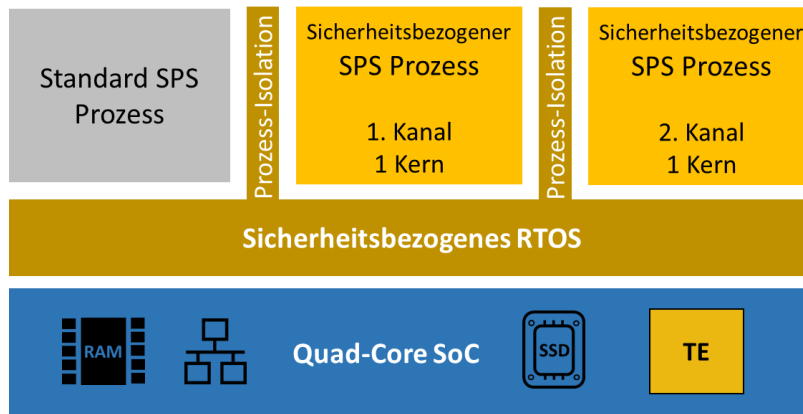 Standard SPS
Prozess
Prozess-Isolation
Sicherheitsbezogener
SPS Prozess
1. Kanal
1 Kern
Prozess-Isolation
Sicherheitsbezogener
SPS Prozess
2. Kanal
1 Kern
Sicherheitsbezogenes RTOS
RAM
Quad-Core SoC
SSD
TE